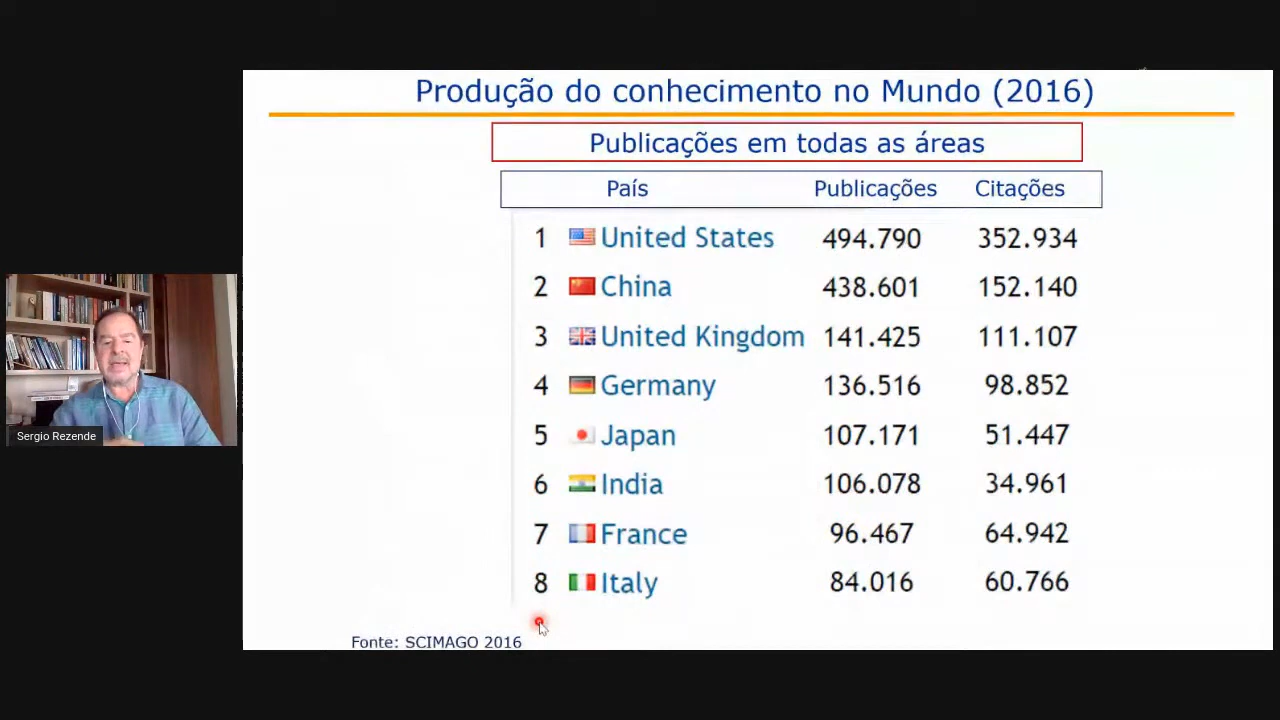 Produção do conhecimento no Mundo (2016)
Publicações em todas as áreas
País Publicações Citações
1 United States 494.790 352.934
2 China 438.601 152.140
3 United Kingdom 141.425 111.107
4 Germany 136.516 98.852
5 Japan 107.171 51.447
6 India 106.078 34.961
7 France 96.467 64.942
8 Italy 84.016 60.766
Fonte: SCIMAGO 2016
Sergio Rezende